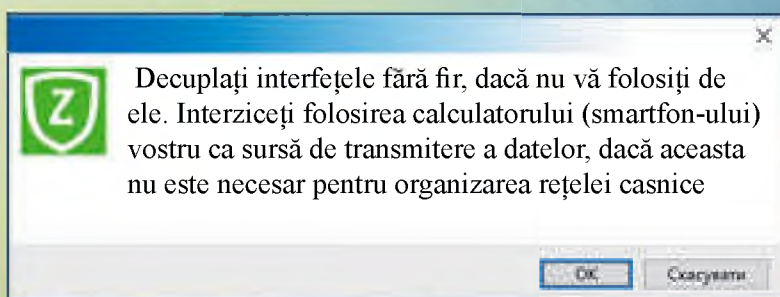 Z
Decuplați interfețele fără fir, dacă nu vă folosiți de
ele. Interziceți folosirea calculatorului (smartfon-ului)
vostru ca sursă de transmitere a datelor, dacă aceasta
nu este necesar pentru organizarea rețelei casnice
OK Скасувати